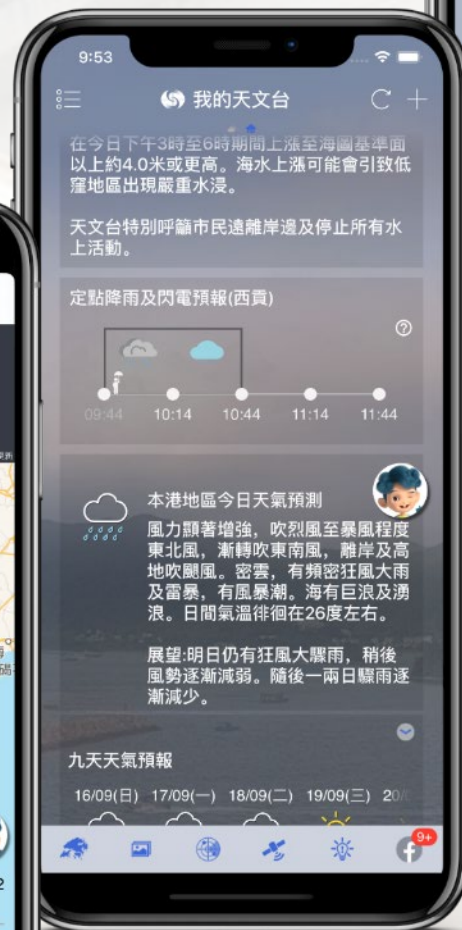 9:53
我的天文台
在今日下午3時至6時期間上漲至海圖基準面
以上約4.0米或更高。海水上漲可能會引致低
窪地區出現嚴重水浸。
天文台特別呼籲市民遠離岸邊及停止所有水
上活動。
定點降雨及閃電預報(西貢)
09:44 10:14 10:44 11:14 11:44
本港地區今日天氣預測
風力顯著增強，吹烈風至暴風程度
東北風，漸轉吹東南風，離岸及高
地吹颶風。密雲，有頻密狂風大雨
及雷暴，有風暴潮。海有巨浪及湧
浪。日間氣溫徘徊在26度左右。
展望:明日仍有狂風大驟雨，稍後
風勢逐漸減弱。隨後一兩日驟雨逐
漸減少。
九天天氣預報
16/09(日) 17/09(一) 18/09(二) 19/09(三) 20/
9+